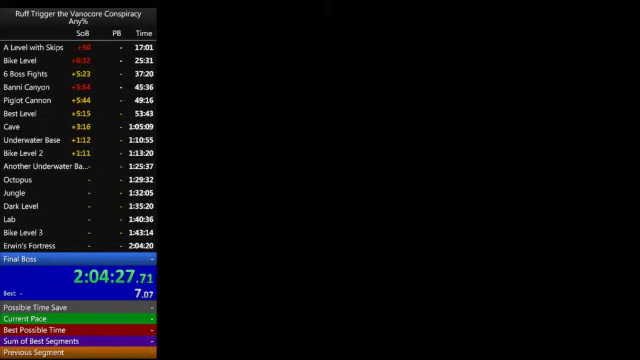 Ruff Trigger the Vanocore Conspiracy
Any%
SoB PB Time
A Level with Skips +50 - 17:01
Bike Level +6:32 - 25:31
6 Boss Fights +5:23 - 37:20
Banni Canyon +5:54 - 45:36
Piglot Cannon +5:44 - 49:16
Best Level +5:15 - 53:43
Cave +3:16 - 1:05:09
Underwater Base +1:12 - 1:10:55
Bike Level 2 +1:11 - 1:13:20
Another Underwater Ba... - - 1:25:37
Octopus - - 1:29:32
Jungle - - 1:32:05
Dark Level - - 1:35:20
Lab - - 1:40:36
Bike Level 3 - - 1:43:14
Erwin's Fortress - - 2:04:20
Final Boss -
2:04:27.71
Best - 7.07
Possible Time Save -
Current Pace -
Best Possible Time -
Sum of Best Segments -
Previous Segment -